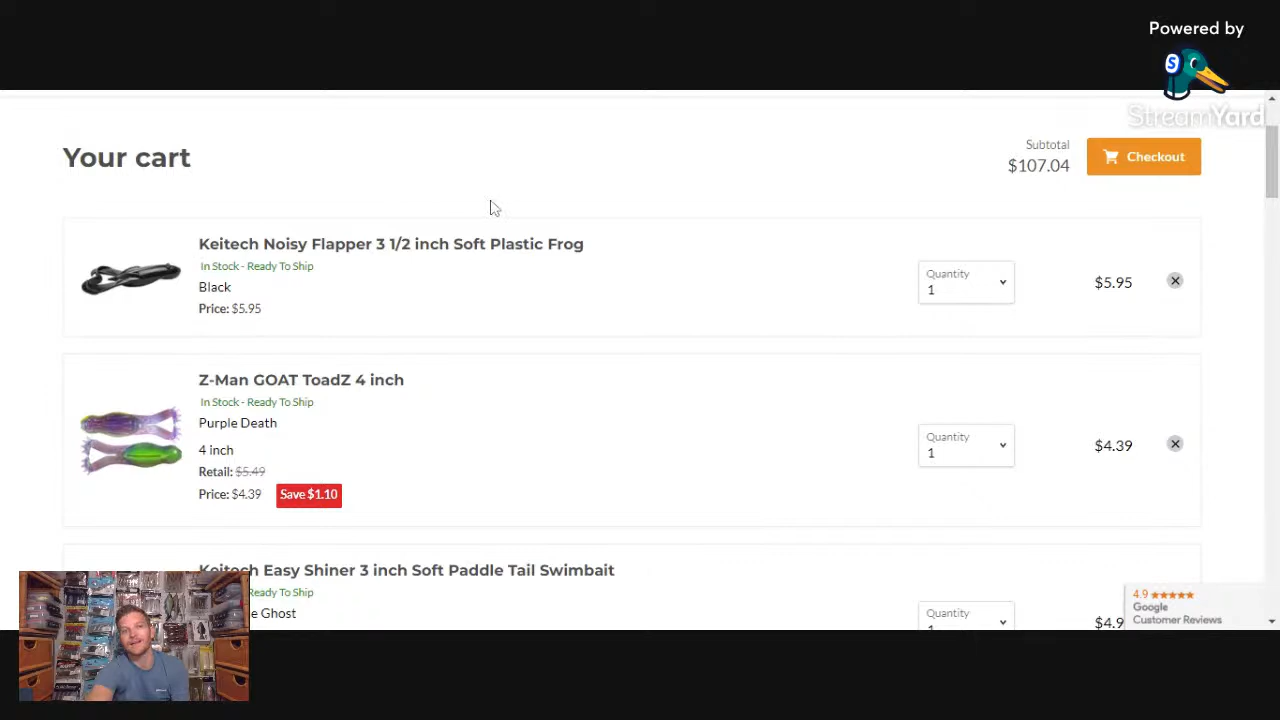 Powered by
S
StreamYard
Your cart
Subtotal
$107.04
Checkout
Keitech Noisy Flapper 3 1/2 inch Soft Plastic Frog
In Stock - Ready To Ship
Black
Price: $5.95
Quantity
1
$5.95
Z-Man GOAT ToadZ 4 inch
In Stock - Ready To Ship
Purple Death
4 inch
Retail: $5.49
Price: $4.39 Save $1.10
Quantity
1
$4.39
Keitech Easy Shiner 3 inch Soft Paddle Tail Swimbait
Ready To Ship
Ghost
Quantity
4.9
Google
Customer Reviews